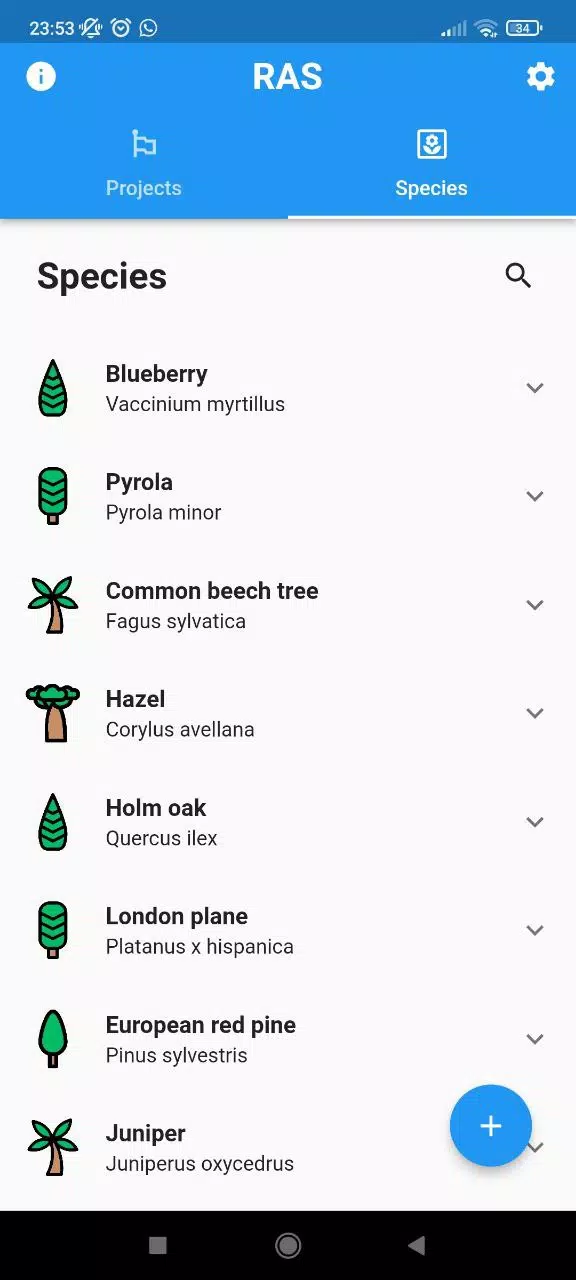 23:53 34
RAS
Projects Species
Species
Blueberry
Vaccinium myrtillus
Pyrola
Pyrola minor
Common beech tree
Fagus sylvatica
Hazel
Corylus avellana
Holm oak
Quercus ilex
London plane
Platanus x hispanica
European red pine
Pinus sylvestris
Juniper
Juniperus oxycedrus